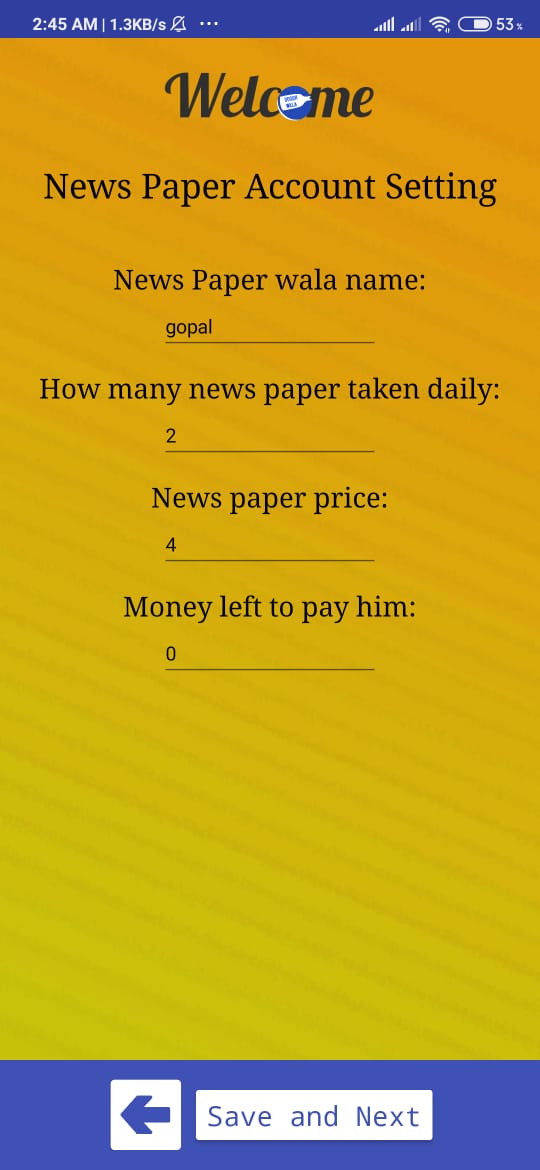 2:45 AM | 1.3KB/s ...
53%
Welcome
News Paper Account Setting
News Paper wala name:
gopal
How many news paper taken daily:
2
News paper price:
4
Money left to pay him:
0
Save and Next